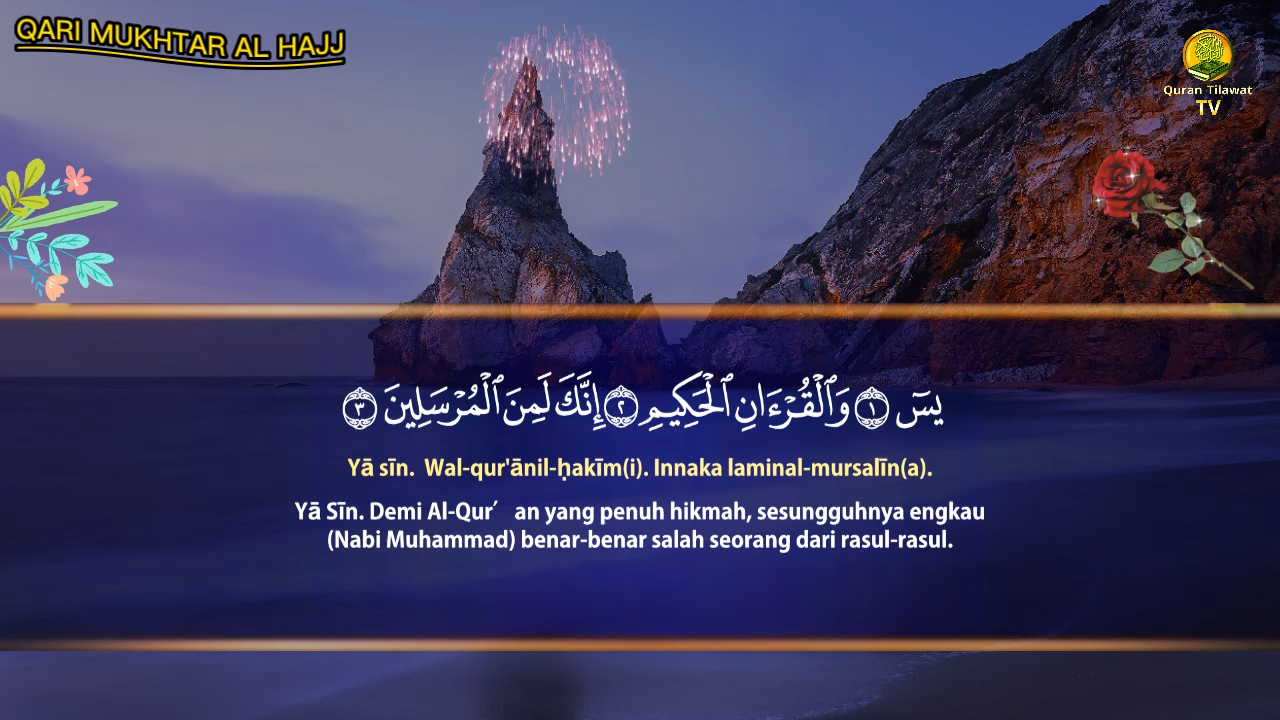 QARI MUKHTAR AL HAJJ
Quran Tilawat
TV
يسٓ ۝١ وَٱلْقُرْءَانِ ٱلْحَكِيمِ ۝٢ إِنَّكَ لَمِنَ ٱلْمُرْسَلِينَ ۝٣
Yā sīn. Wal-qur'ānil-ḥakīm(i). Innaka laminal-mursalīn(a).
Yā Sīn. Demi Al-Qur′ an yang penuh hikmah, sesungguhnya engkau
(Nabi Muhammad) benar-benar salah seorang dari rasul-rasul.